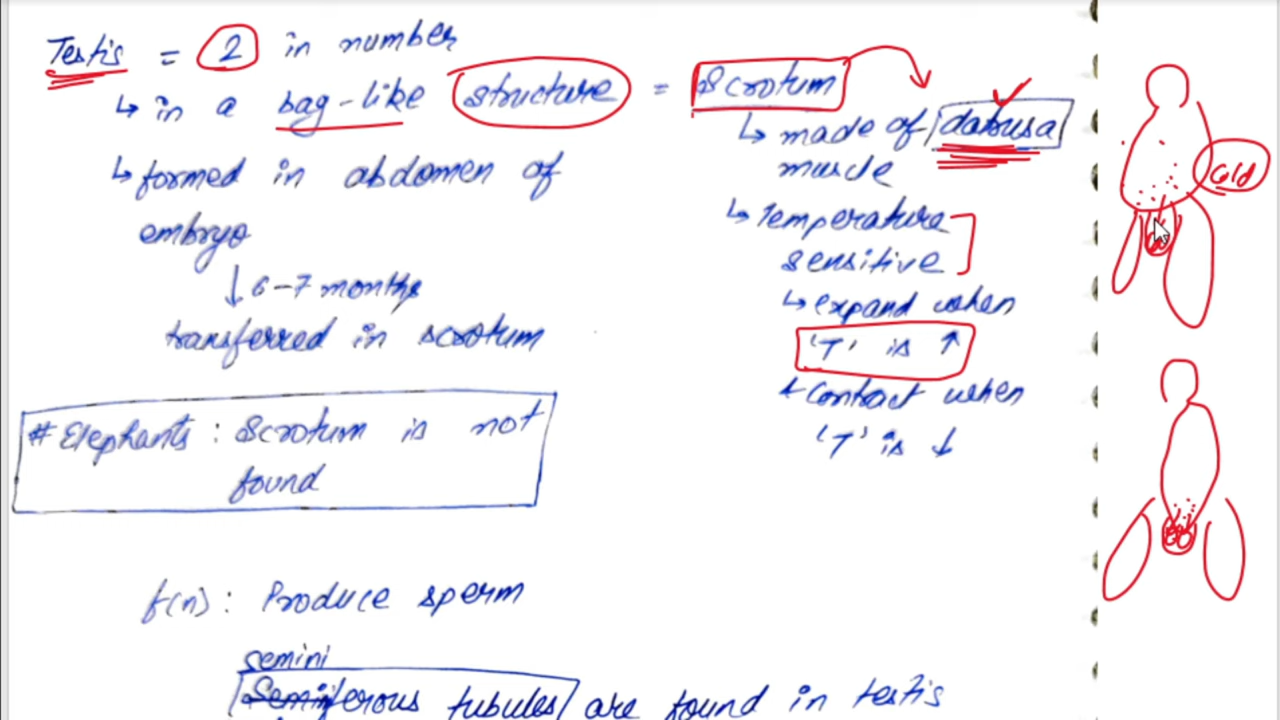 Testis = 2 in number
↳ in a bag-like structure = Scrotum
↳ made of datusa
muscle
↳ formed in abdomen of
embryo
↓ 6-7 months
transferred in scrotum
↳ Temperature
sensitive
↳ expand when
'T' is ↑
contract when
'T' is ↓
cold
# Elephants : Scrotum is not
found
f(n) : Produce sperm
semini
Seminiferous tubules are found in testis